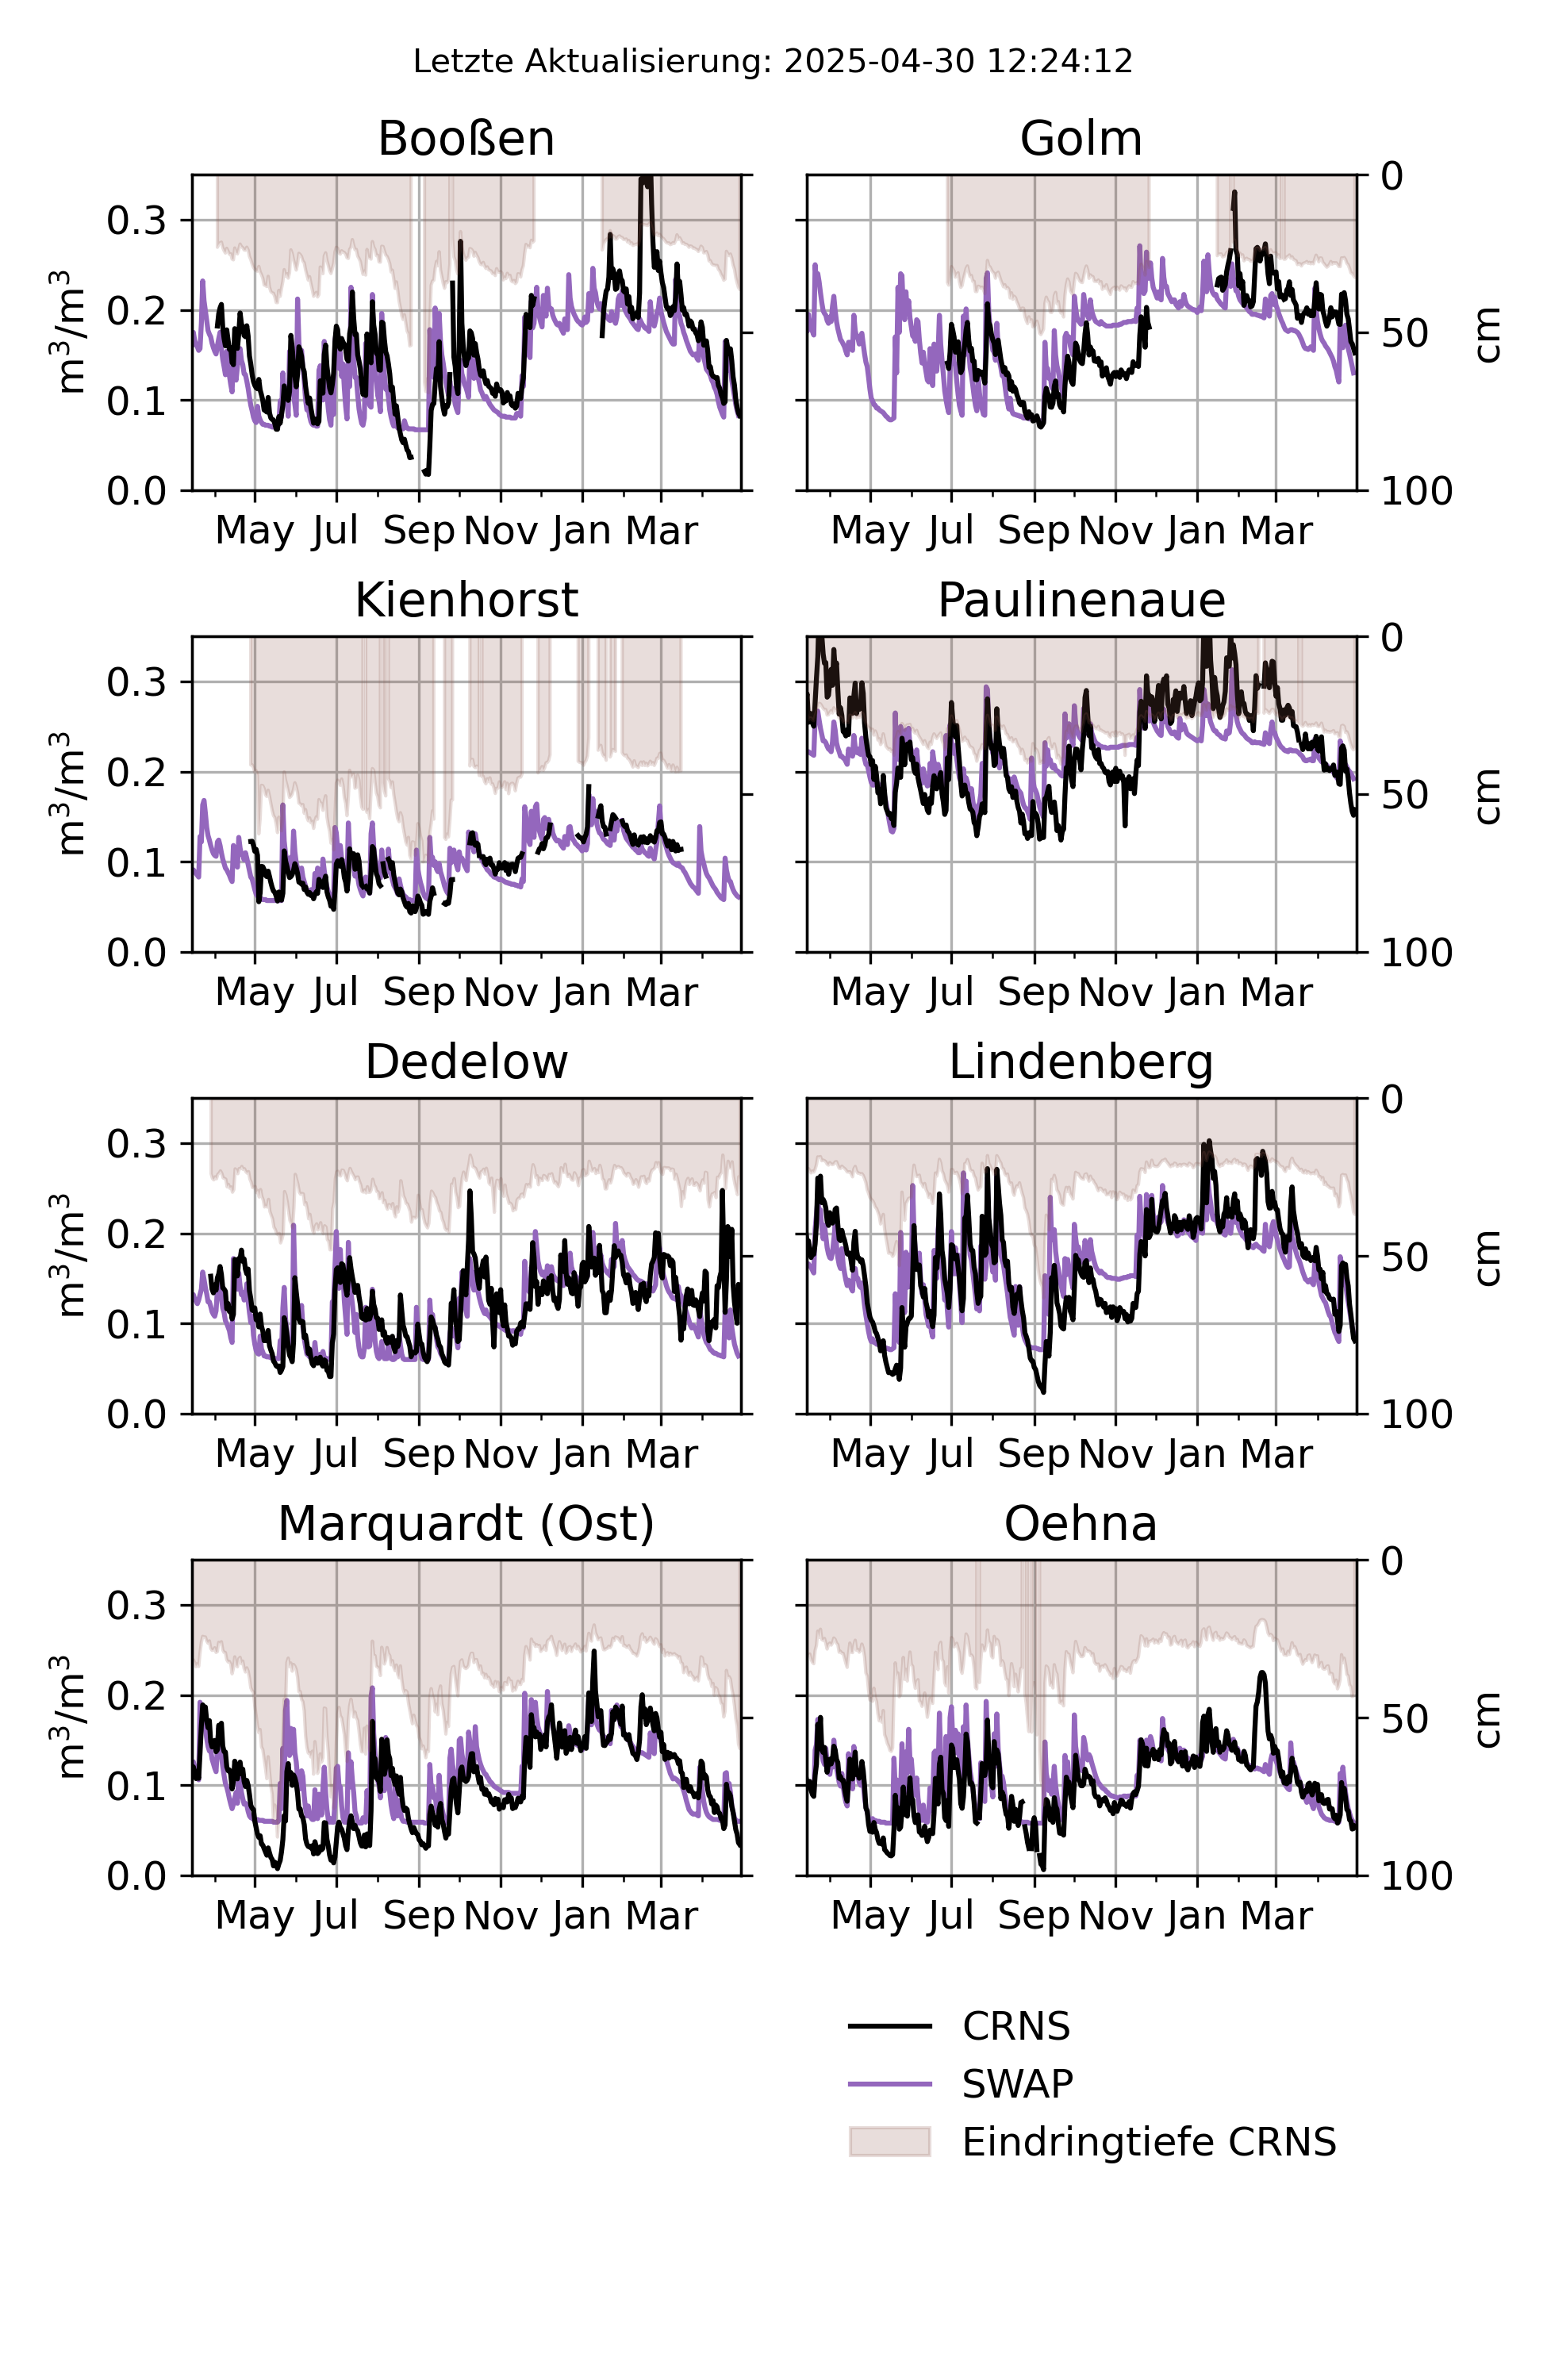 Letzte Aktualisierung: 2025-04-30 12:24:12
Booßen
Golm
0.3
0.2
0.1
0.0
m³/m³
0
50
100
cm
May Jul Sep Nov Jan Mar
May Jul Sep Nov Jan Mar
Kienhorst
Paulinenaue
0.3
0.2
0.1
0.0
m³/m³
0
50
100
cm
May Jul Sep Nov Jan Mar
May Jul Sep Nov Jan Mar
Dedelow
Lindenberg
0.3
0.2
0.1
0.0
m³/m³
0
50
100
cm
May Jul Sep Nov Jan Mar
May Jul Sep Nov Jan Mar
Marquardt (Ost)
Oehna
0.3
0.2
0.1
0.0
m³/m³
0
50
100
cm
May Jul Sep Nov Jan Mar
May Jul Sep Nov Jan Mar
CRNS
SWAP
Eindringtiefe CRNS